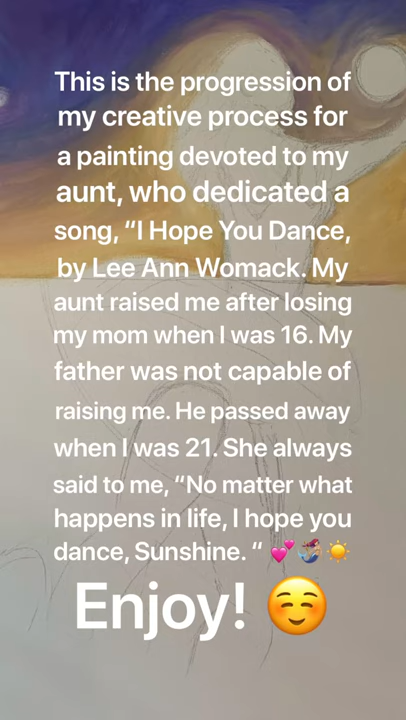 This is the progression of
my creative process for
a painting devoted to my
aunt, who dedicated a
song, “I Hope You Dance,
by Lee Ann Womack. My
aunt raised me after losing
my mom when I was 16. My
father was not capable of
raising me. He passed away
when I was 21. She always
said to me, “No matter what
happens in life, I hope you
dance, Sunshine. “ 💕🧜🏼‍♀️☀️
Enjoy! ☺️